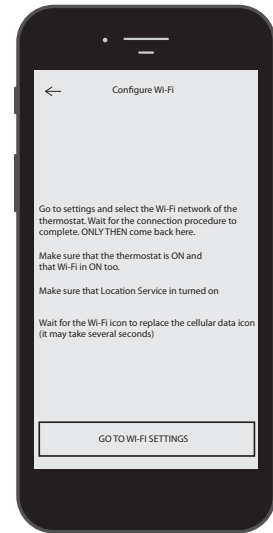 Configure Wi-Fi
Go to settings and select the Wi-Fi network of the
thermostat. Wait for the connection procedure to
complete. ONLY THEN come back here.
Make sure that the thermostat is ON and
that Wi-Fi in ON too.
Make sure that Location Service in turned on
Wait for the Wi-Fi icon to replace the cellular data icon
(it may take several seconds)
GO TO WI-FI SETTINGS